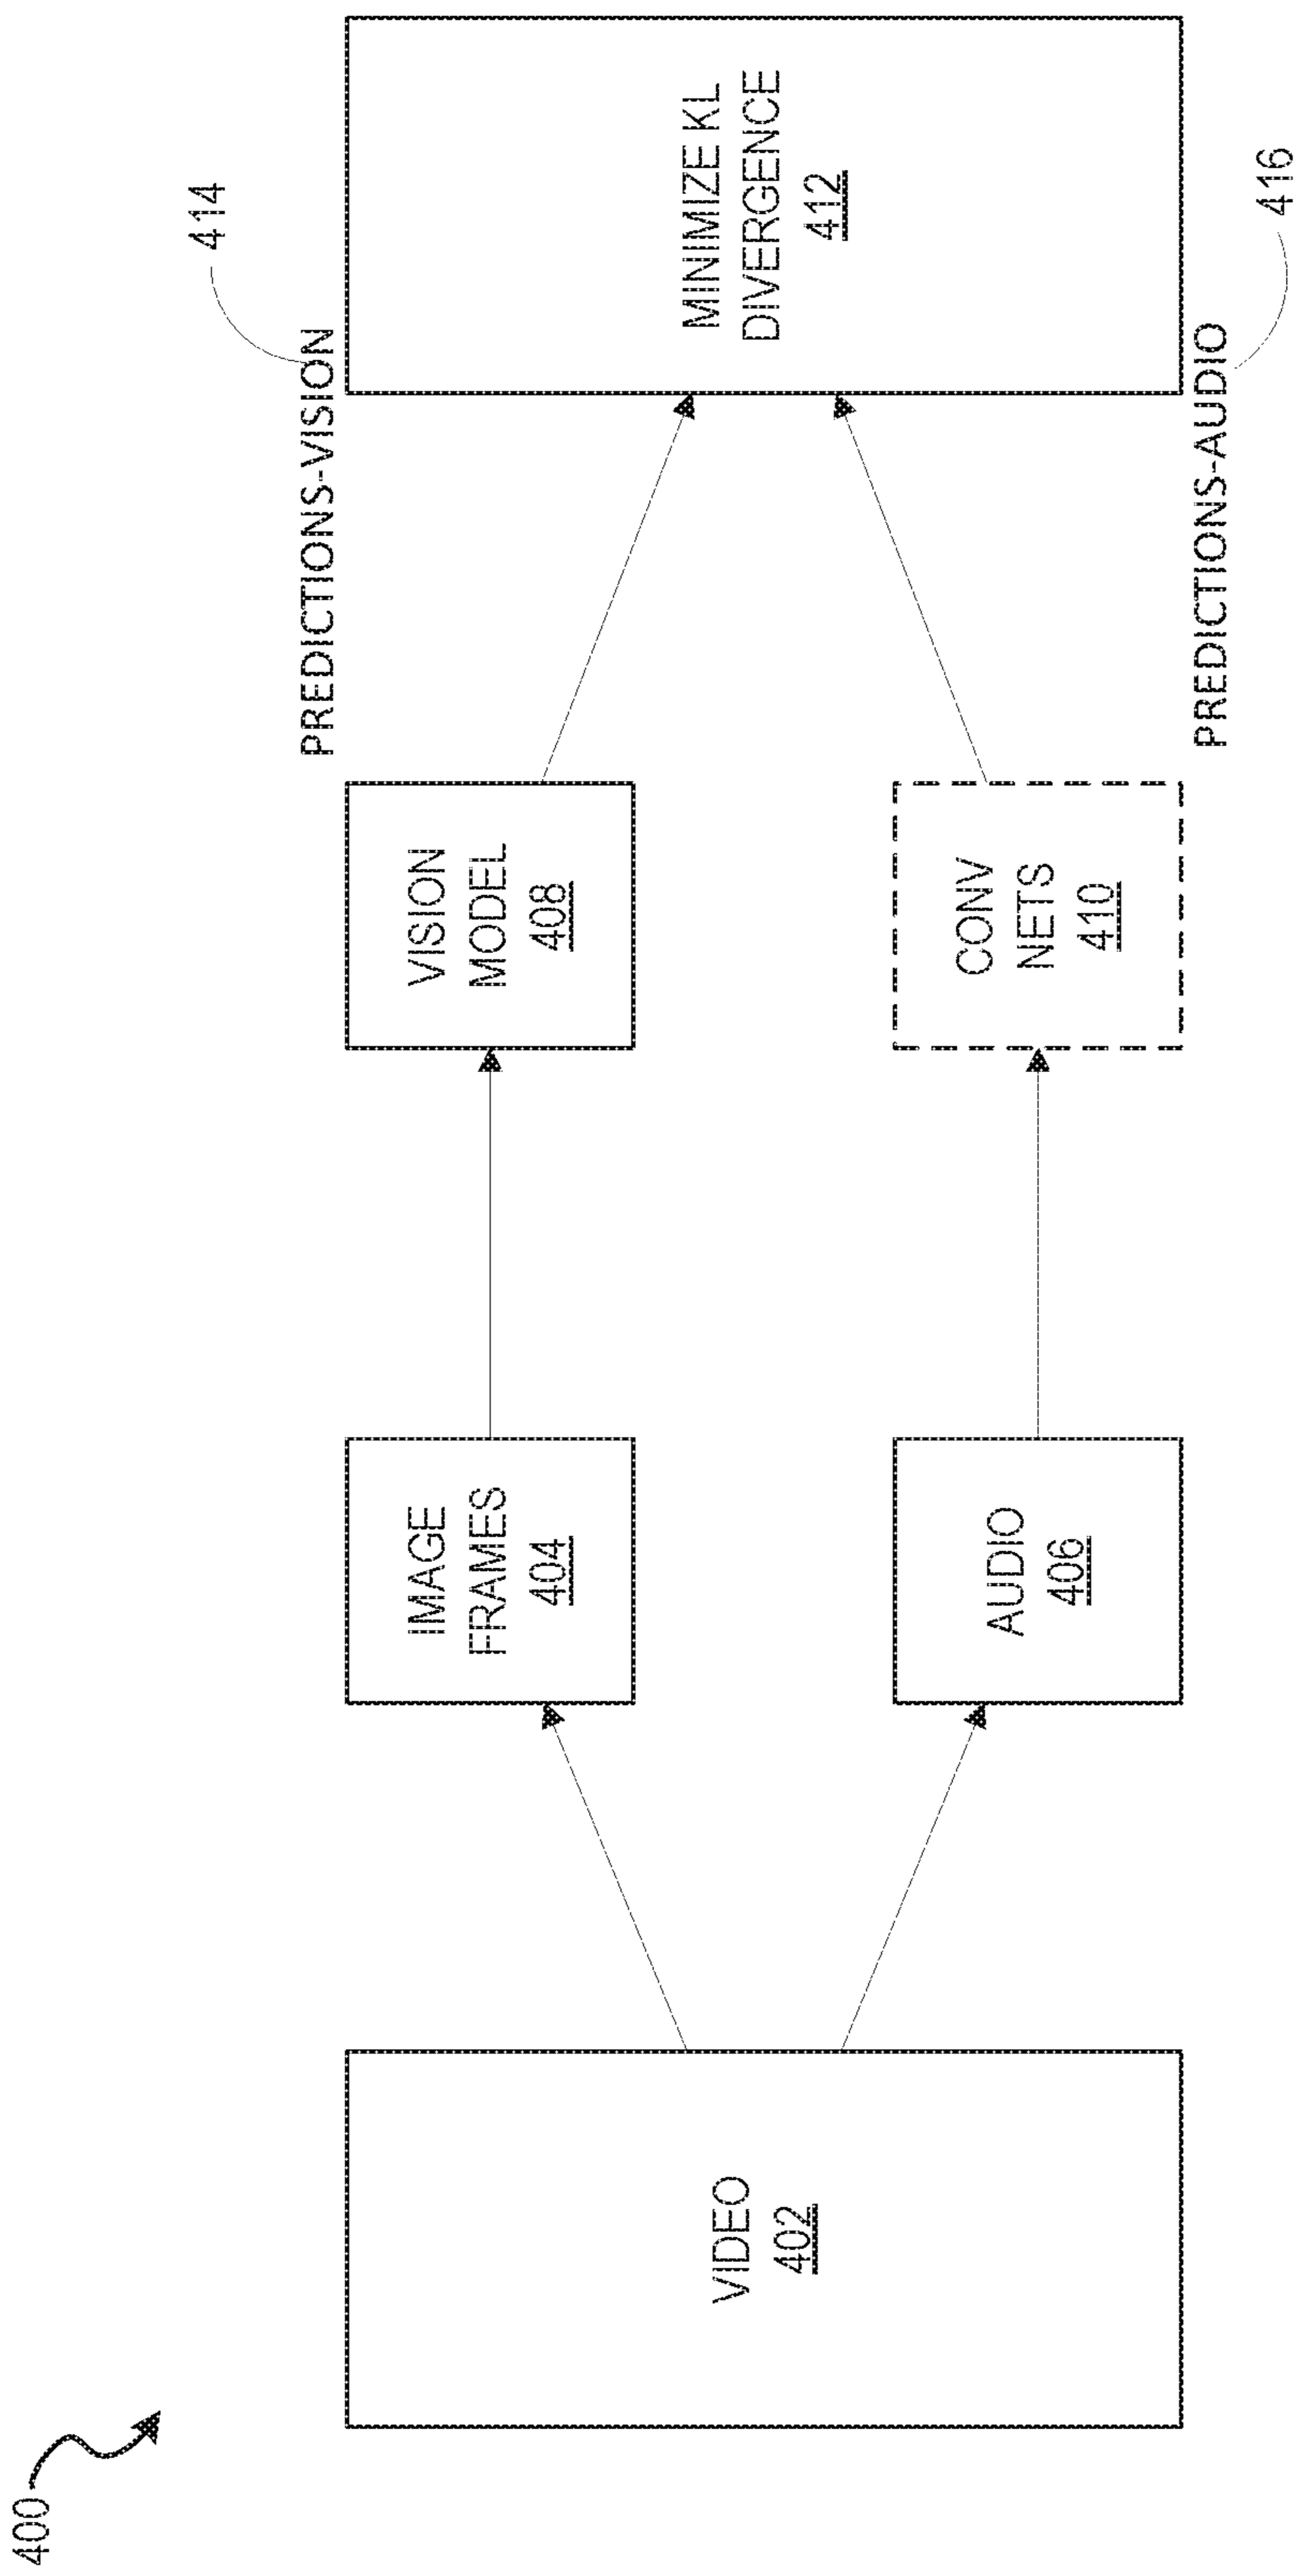 400
VIDEO
402
IMAGE
FRAMES
404
AUDIO
406
VISION
MODEL
408
CONV
NETS
410
PREDICTIONS-VISION
414
PREDICTIONS-AUDIO
416
MINIMIZE KL
DIVERGENCE
412